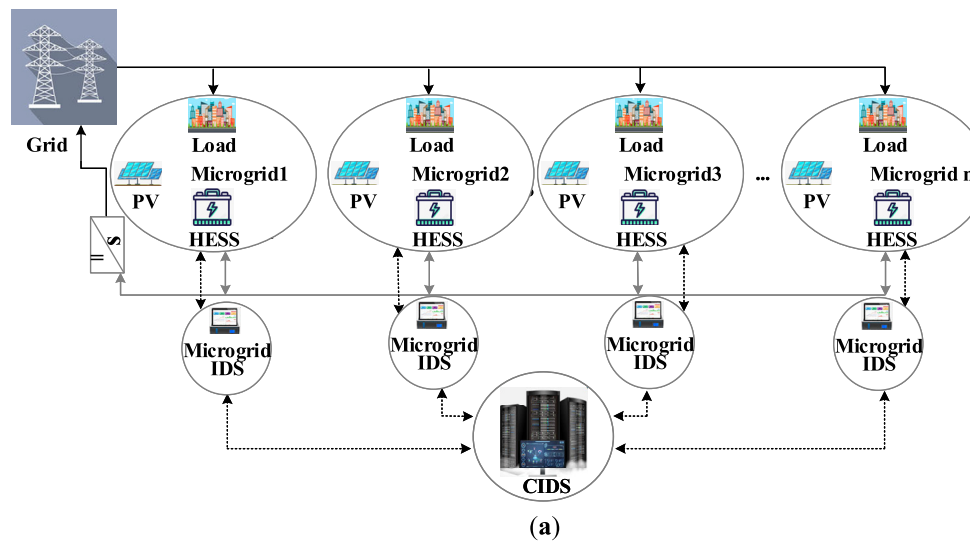 Grid
Load
Load
Load
Load
Microgrid1
Microgrid2
Microgrid3
...
Microgrid n
PV
PV
PV
PV
HESS
HESS
HESS
HESS
S
=
Microgrid
IDS
Microgrid
IDS
Microgrid
IDS
Microgrid
IDS
CIDS
(a)